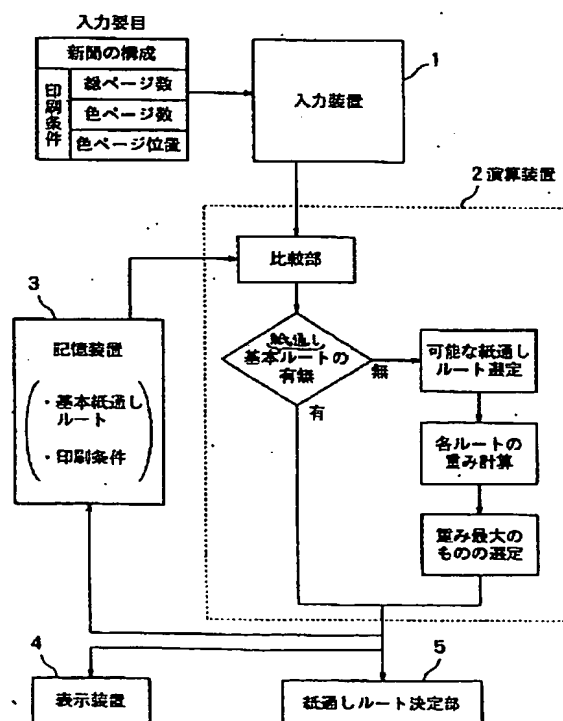 入力要目
新聞の構成
印刷条件
総ページ数
色ページ数
色ページ位置
1
入力装置
2 演算装置
比較部
3
記憶装置
・基本紙通し
ルート
・印刷条件
紙通し
基本ルートの
有無
無
有
可能な紙通し
ルート選定
各ルートの
重み計算
重み最大の
ものの選定
4
表示装置
5
紙通しルート決定部